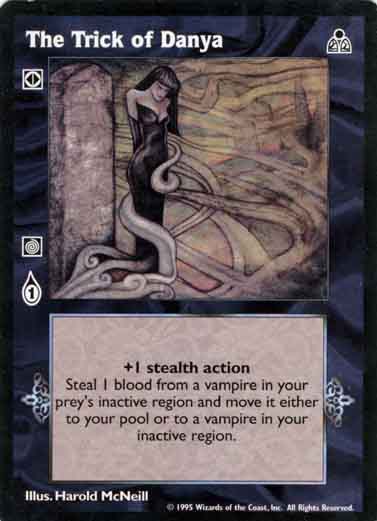 The Trick of Danya
1
+1 stealth action
Steal 1 blood from a vampire in your
prey's inactive region and move it either
to your pool or to a vampire in your
inactive region.
Illus. Harold McNeill
© 1995 Wizards of the Coast, Inc. All Rights Reserved.